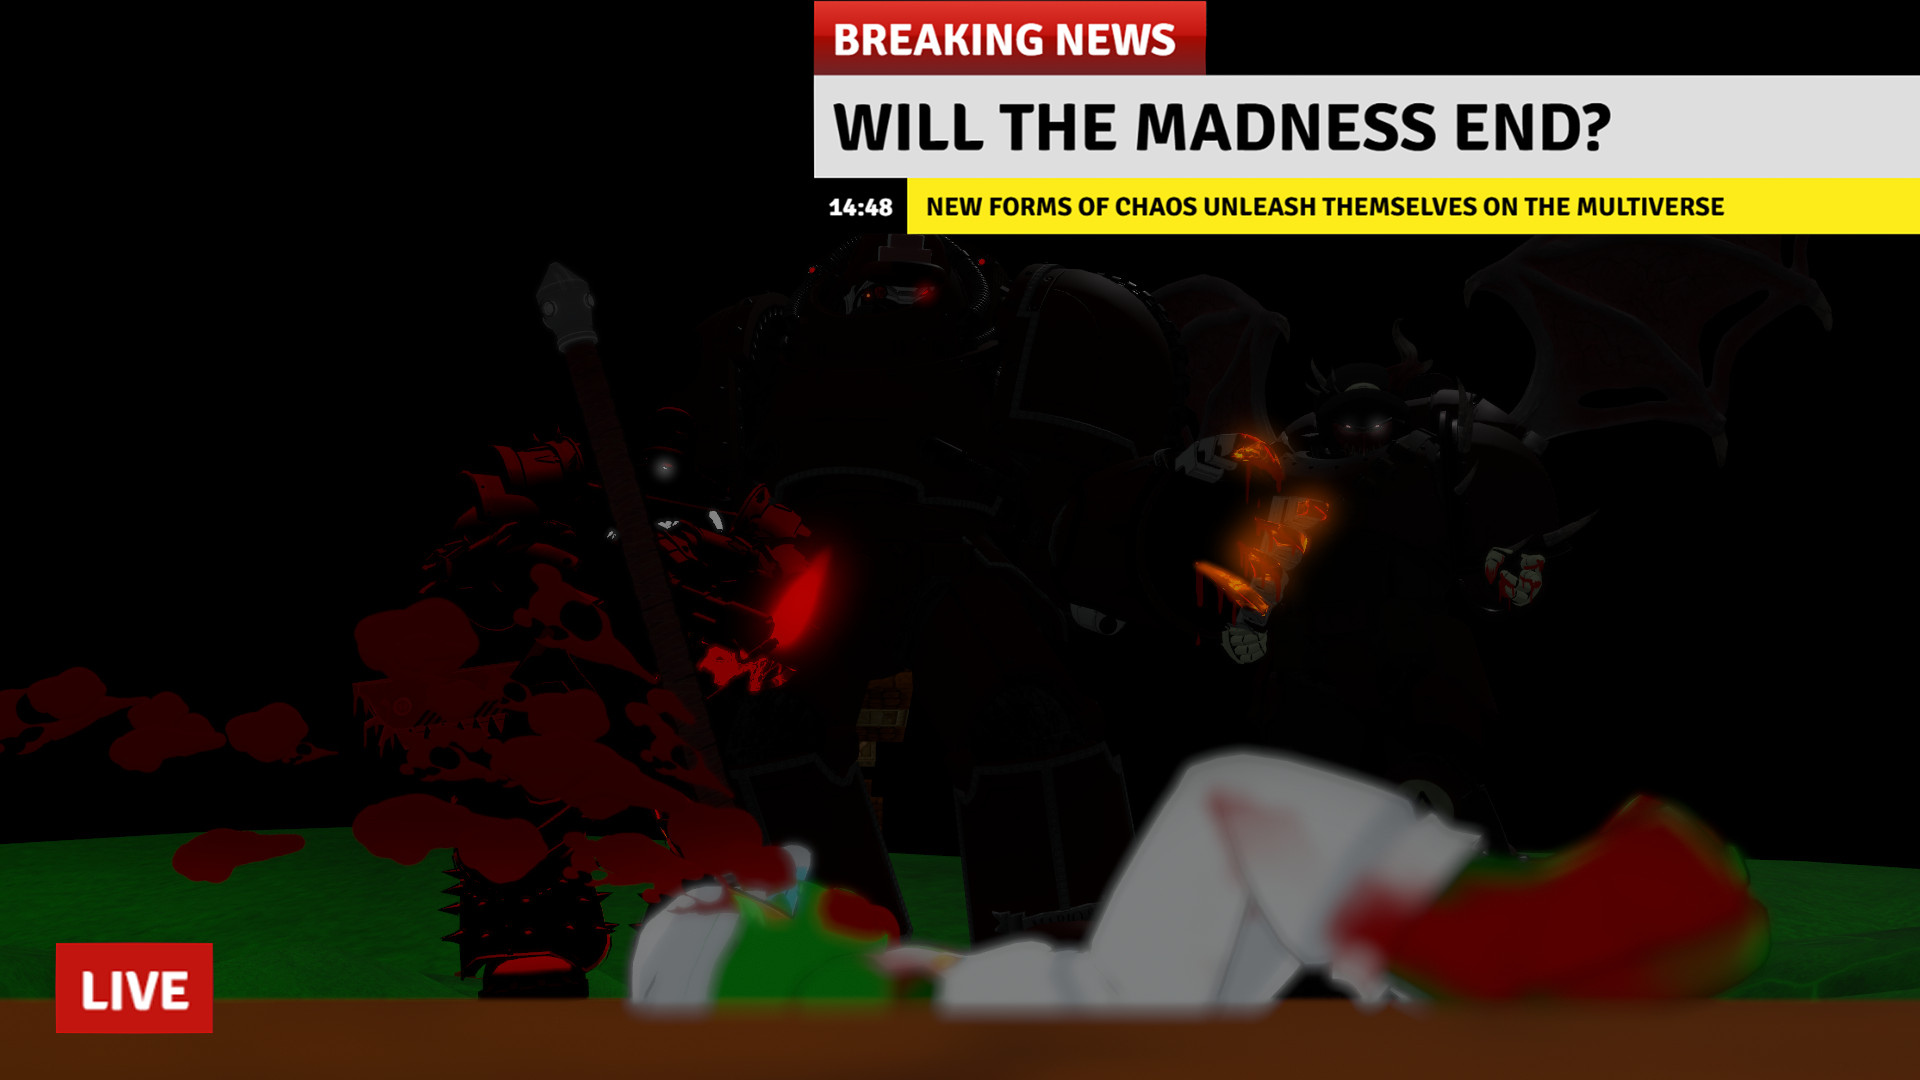 BREAKING NEWS
WILL THE MADNESS END?
14:48 NEW FORMS OF CHAOS UNLEASH THEMSELVES ON THE MULTIVERSE
LIVE